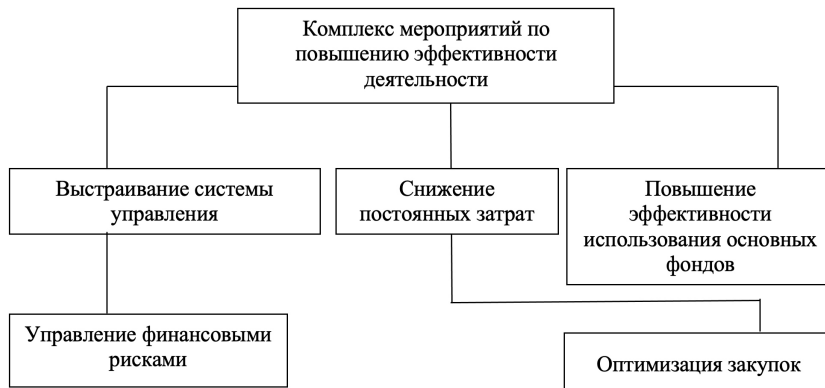 Комплекс мероприятий по
повышению эффективности
деятельности
Выстраивание системы
управления
Снижение
постоянных затрат
Повышение
эффективности
использования основных
фондов
Управление финансовыми
рисками
Оптимизация закупок